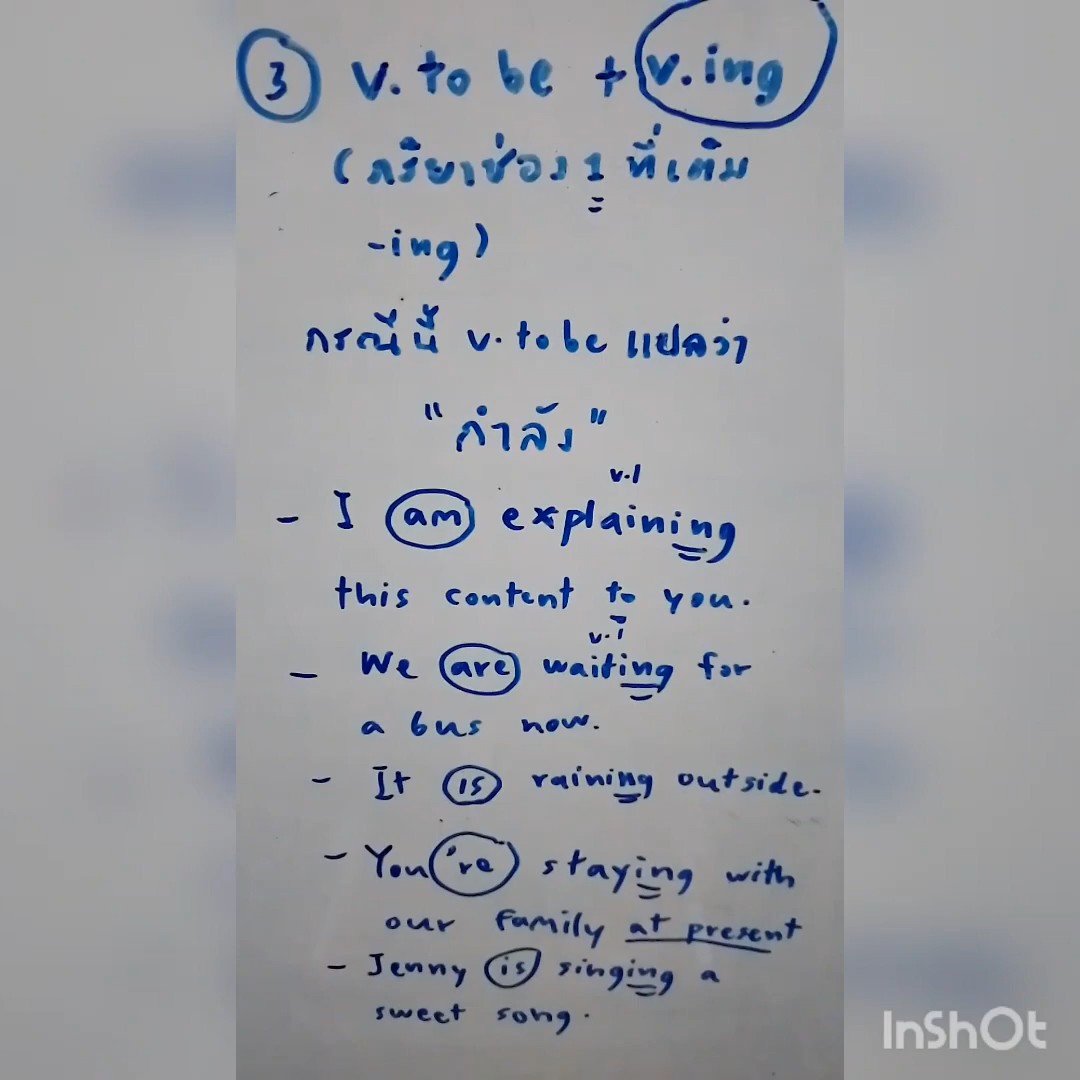 3 v. to be + v.ing
(กริยาช่อง 1 ที่เติม
-ing)
กรณีนี้ v. to be แปลว่า
"กำลัง"
v.1
- I am explaining
this content to you.
v.1
- We are waiting for
a bus now.
- It is raining outside.
- You're staying with
our family at present
- Jenny is singing a
sweet song.
InShOt